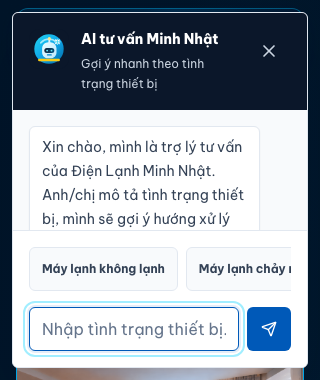 AI tư vấn Minh Nhật
Gợi ý nhanh theo tình
trạng thiết bị
Xin chào, mình là trợ lý tư vấn
của Điện Lạnh Minh Nhật.
Anh/chị mô tả tình trạng thiết
bị, mình sẽ gợi ý hướng xử lý
Máy lạnh không lạnh
Máy lạnh chảy
Nhập tình trạng thiết bị.